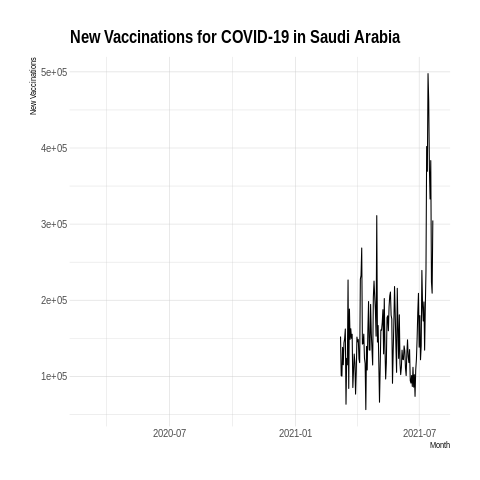 New Vaccinations for COVID-19 in Saudi Arabia
New Vaccinations
5e+05
4e+05
3e+05
2e+05
1e+05
2020-07
2021-01
2021-07
Month